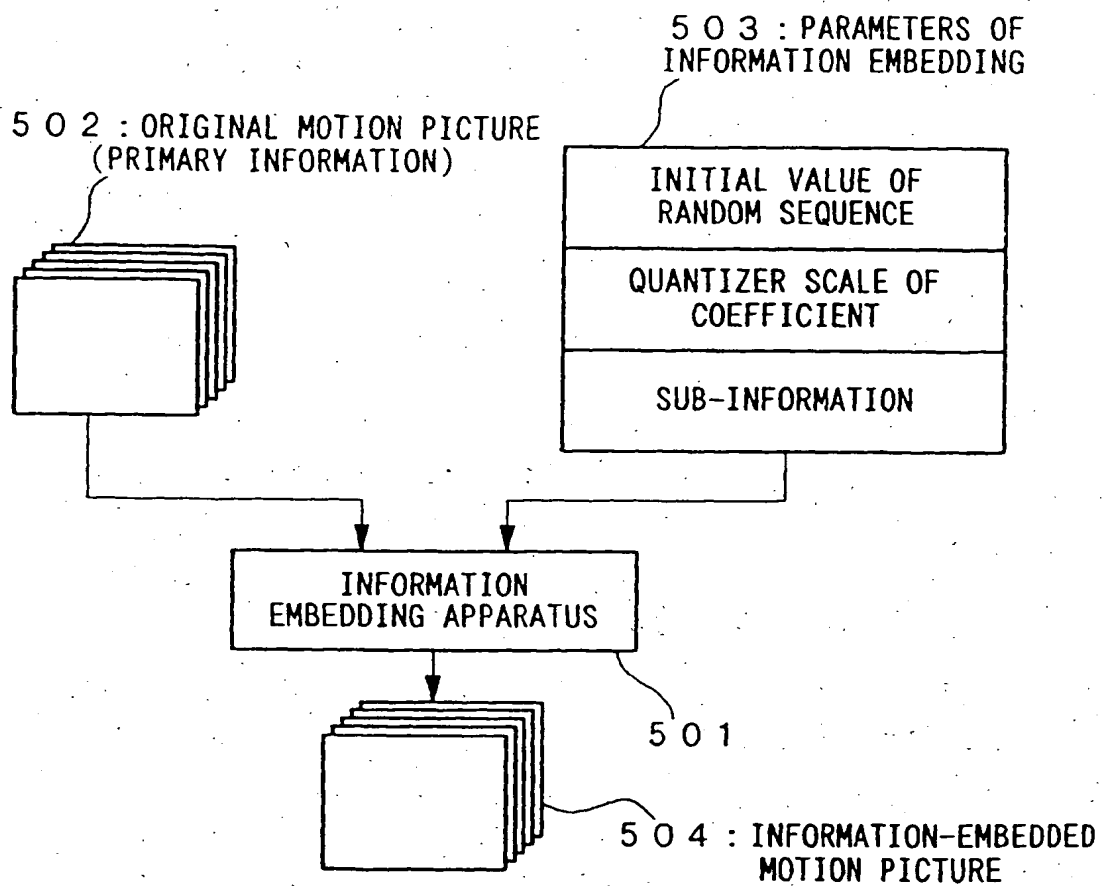 5 0 3 : PARAMETERS OF
INFORMATION EMBEDDING
5 0 2 : ORIGINAL MOTION PICTURE
(PRIMARY INFORMATION)
INITIAL VALUE OF
RANDOM SEQUENCE
QUANTIZER SCALE OF
COEFFICIENT
SUB-INFORMATION
INFORMATION
EMBEDDING APPARATUS
5 0 1
5 0 4 : INFORMATION-EMBEDDED
MOTION PICTURE